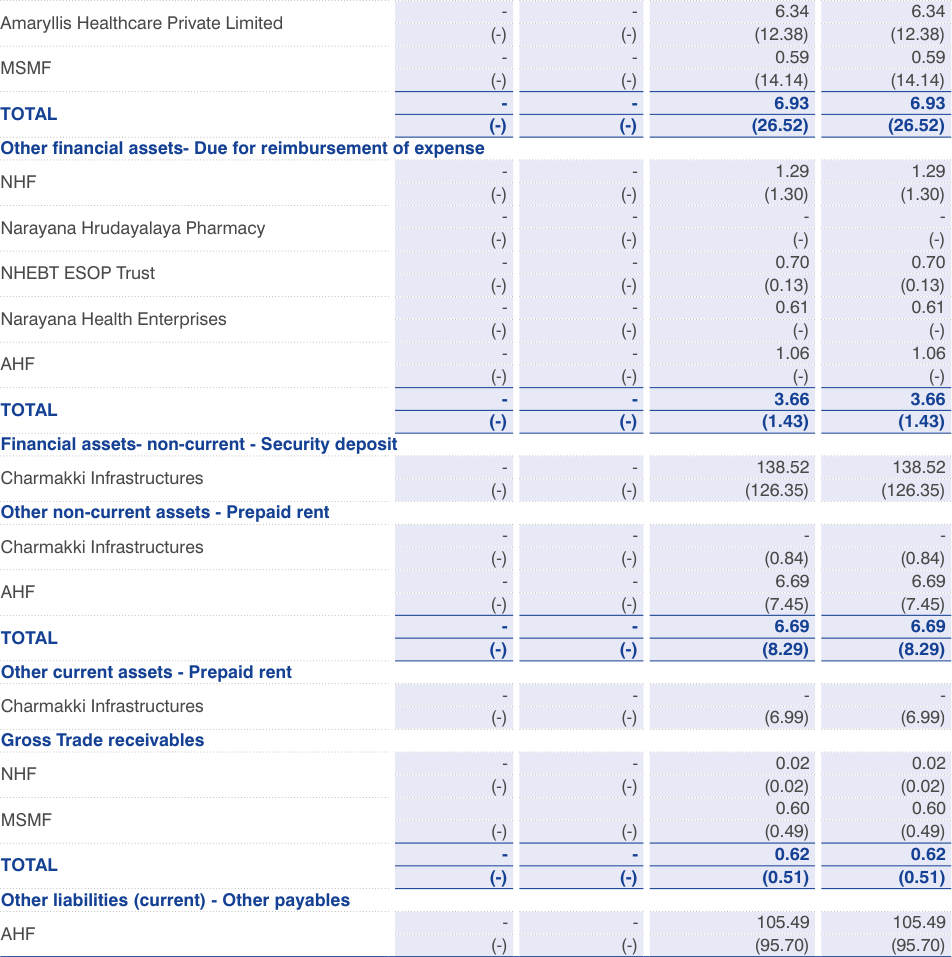 Amaryllis Healthcare Private Limited - - 6.34 6.34
(-) (-) (12.38) (12.38)
MSMF - - 0.59 0.59
(-) (-) (14.14) (14.14)
TOTAL - - 6.93 6.93
(-) (-) (26.52) (26.52)
Other financial assets- Due for reimbursement of expense
NHF - - 1.29 1.29
(-) (-) (1.30) (1.30)
Narayana Hrudayalaya Pharmacy - - - -
(-) (-) (-) (-)
NHEBT ESOP Trust - - 0.70 0.70
(-) (-) (0.13) (0.13)
Narayana Health Enterprises - - 0.61 0.61
(-) (-) (-) (-)
AHF - - 1.06 1.06
(-) (-) (-) (-)
TOTAL - - 3.66 3.66
(-) (-) (1.43) (1.43)
Financial assets- non-current - Security deposit
Charmakki Infrastructures - - 138.52 138.52
(-) (-) (126.35) (126.35)
Other non-current assets - Prepaid rent
Charmakki Infrastructures - - - -
(-) (-) (0.84) (0.84)
AHF - - 6.69 6.69
(-) (-) (7.45) (7.45)
TOTAL - - 6.69 6.69
(-) (-) (8.29) (8.29)
Other current assets - Prepaid rent
Charmakki Infrastructures - - - -
(-) (-) (6.99) (6.99)
Gross Trade receivables
NHF - - 0.02 0.02
(-) (-) (0.02) (0.02)
MSMF - - 0.60 0.60
(-) (-) (0.49) (0.49)
TOTAL - - 0.62 0.62
(-) (-) (0.51) (0.51)
Other liabilities (current) - Other payables
AHF - - 105.49 105.49
(-) (-) (95.70) (95.70)